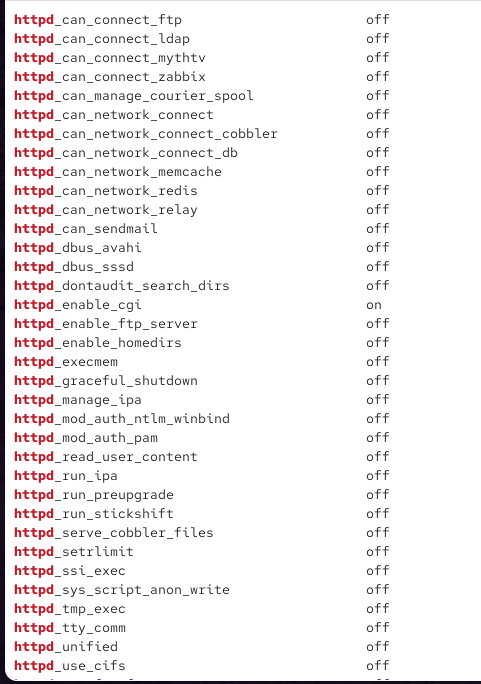 httpd_can_connect_ftp off
httpd_can_connect_ldap off
httpd_can_connect_mythtv off
httpd_can_connect_zabbix off
httpd_can_manage_courier_spool off
httpd_can_network_connect off
httpd_can_network_connect_cobbler off
httpd_can_network_connect_db off
httpd_can_network_memcache off
httpd_can_network_redis off
httpd_can_network_relay off
httpd_can_sendmail off
httpd_dbus_avahi off
httpd_dbus_sssd off
httpd_dontaudit_search_dirs off
httpd_enable_cgi on
httpd_enable_ftp_server off
httpd_enable_homedirs off
httpd_execmem off
httpd_graceful_shutdown off
httpd_manage_ipa off
httpd_mod_auth_ntlm_winbind off
httpd_mod_auth_pam off
httpd_read_user_content off
httpd_run_ipa off
httpd_run_preupgrade off
httpd_run_stickshift off
httpd_serve_cobbler_files off
httpd_setrlimit off
httpd_ssi_exec off
httpd_sys_script_anon_write off
httpd_tmp_exec off
httpd_tty_comm off
httpd_unified off
httpd_use_cifs off